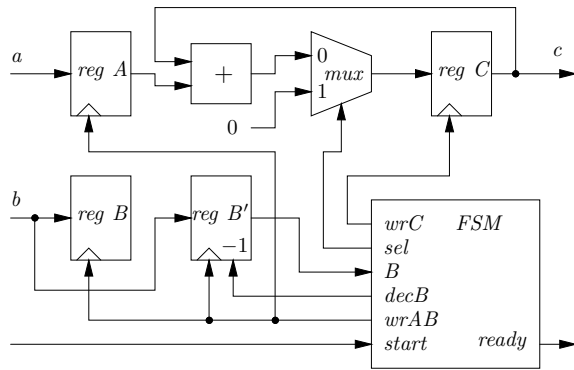 a
reg A
+
0
1
mux
0
reg C
c
b
reg B
reg B′
−1
wrC
FSM
sel
B
decB
wrAB
start
ready